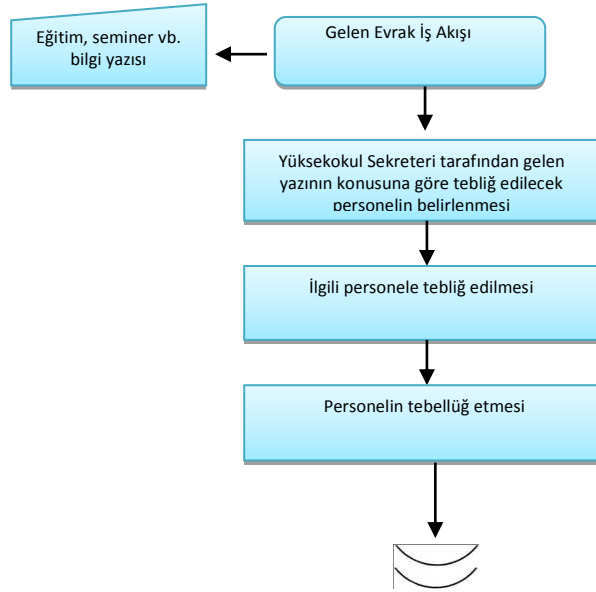 Eğitim, seminer vb.
bilgi yazısı
Gelen Evrak İş Akışı
Yüksekokul Sekreteri tarafından gelen
yazının konusuna göre tebliğ edilecek
personelin belirlenmesi
İlgili personele tebliğ edilmesi
Personelin tebellüğ etmesi